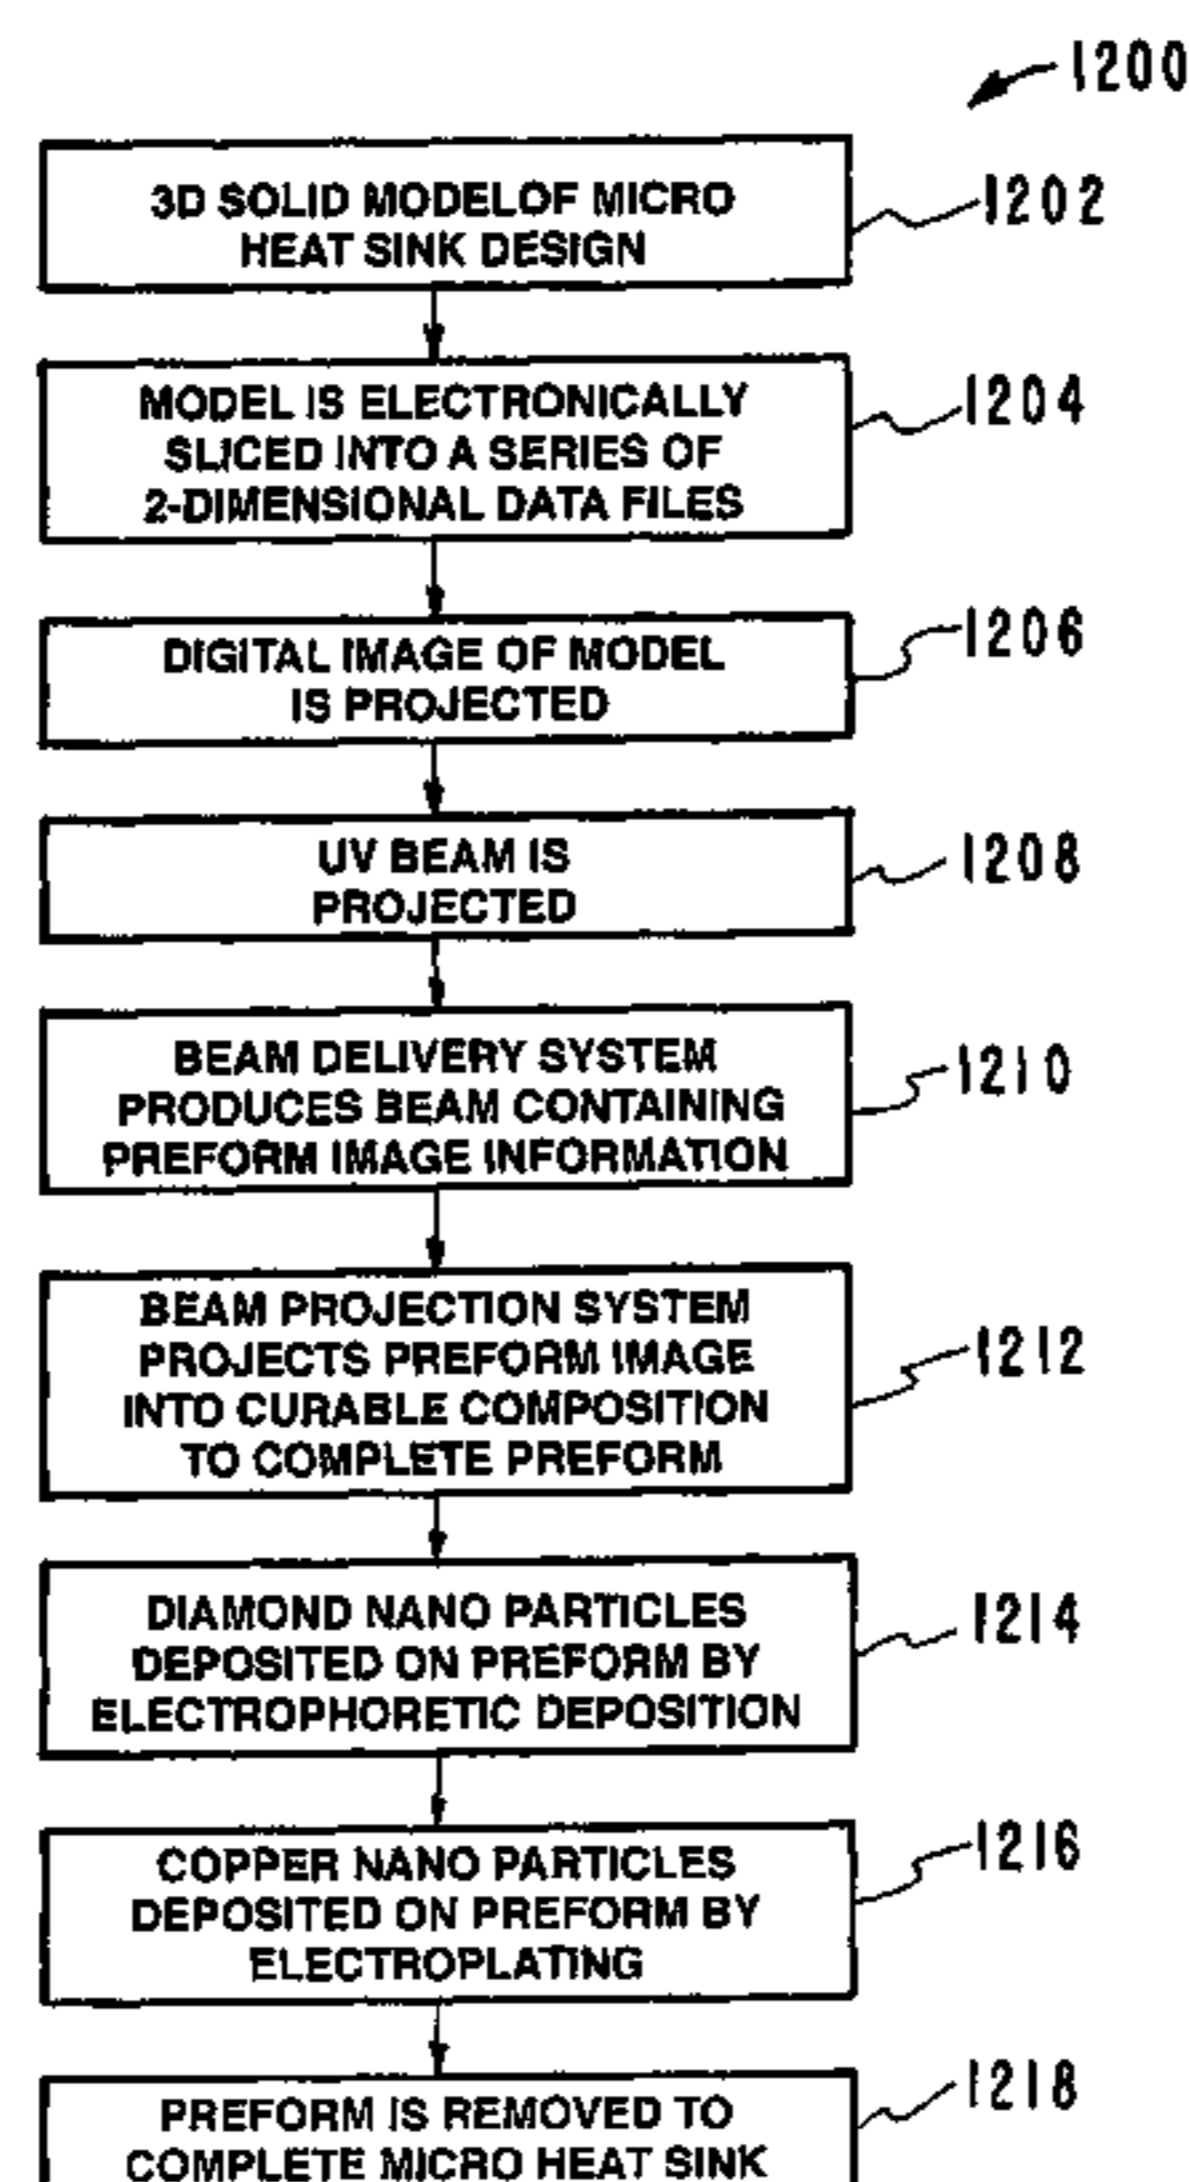 1200
3D SOLID MODELOF MICRO
HEAT SINK DESIGN
1202
MODEL IS ELECTRONICALLY
SLICED INTO A SERIES OF
2-DIMENSIONAL DATA FILES
1204
DIGITAL IMAGE OF MODEL
IS PROJECTED
1206
UV BEAM IS
PROJECTED
1208
BEAM DELIVERY SYSTEM
PRODUCES BEAM CONTAINING
PREFORM IMAGE INFORMATION
1210
BEAM PROJECTION SYSTEM
PROJECTS PREFORM IMAGE
INTO CURABLE COMPOSITION
TO COMPLETE PREFORM
1212
DIAMOND NANO PARTICLES
DEPOSITED ON PREFORM BY
ELECTROPHORETIC DEPOSITION
1214
COPPER NANO PARTICLES
DEPOSITED ON PREFORM BY
ELECTROPLATING
1216
PREFORM IS REMOVED TO
COMPLETE MICRO HEAT SINK
1218